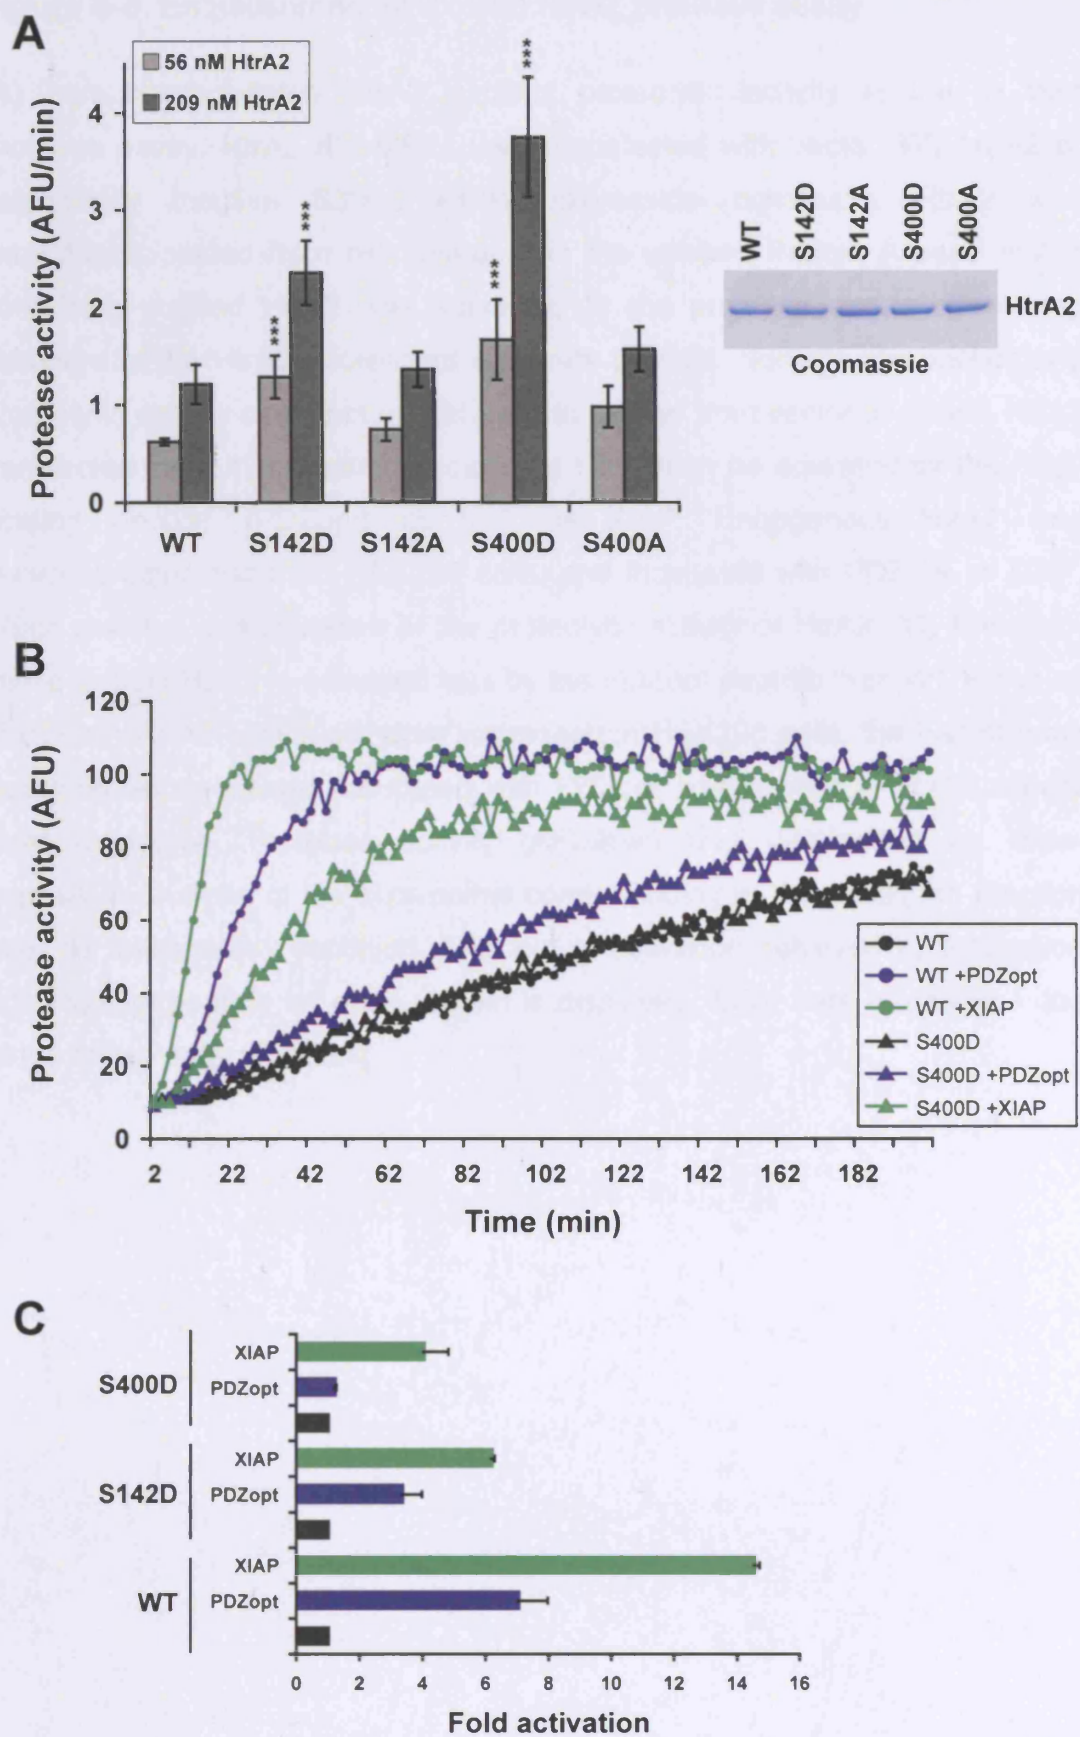 A
56 nM HtrA2
209 nM HtrA2
Protease activity (AFU/min)
4
3
2
1
0
***
***
***
***
WT S142D S142A S400D S400A
WT S142D S142A S400D S400A
HtrA2
Coomassie
B
Protease activity (AFU)
120
100
80
60
40
20
0
2 22 42 62 82 102 122 142 162 182
Time (min)
WT
WT +PDZopt
WT +XIAP
S400D
S400D +PDZopt
S400D +XIAP
C
S400D
XIAP
PDZopt
S142D
XIAP
PDZopt
WT
XIAP
PDZopt
0 2 4 6 8 10 12 14 16
Fold activation